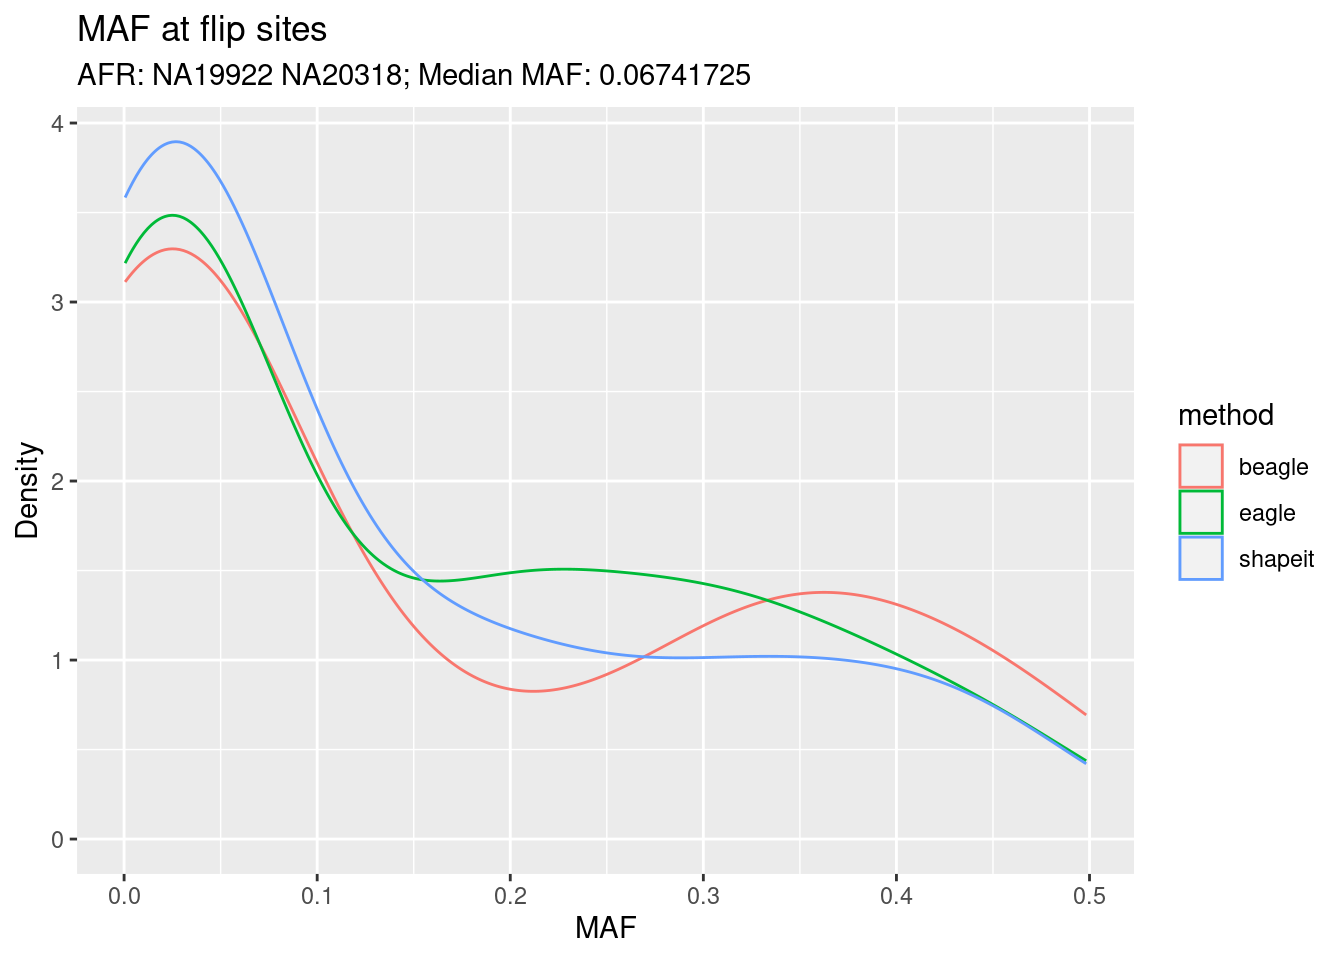 MAF at flip sites
AFR: NA19922 NA20318; Median MAF: 0.06741725
4
3
2
1
0
Density
0.0 0.1 0.2 0.3 0.4 0.5
MAF
method
beagle
eagle
shapeit